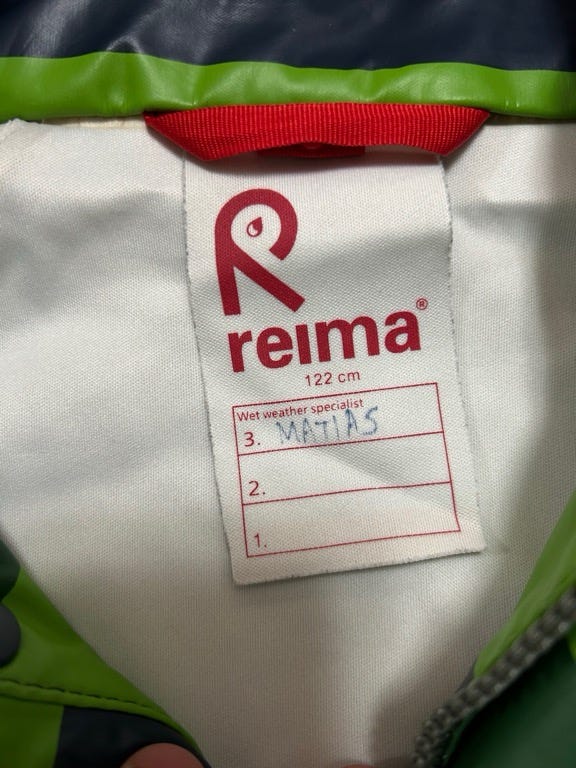 reima®
122 cm
Wet weather specialist
3. MATIAS
2.
1.